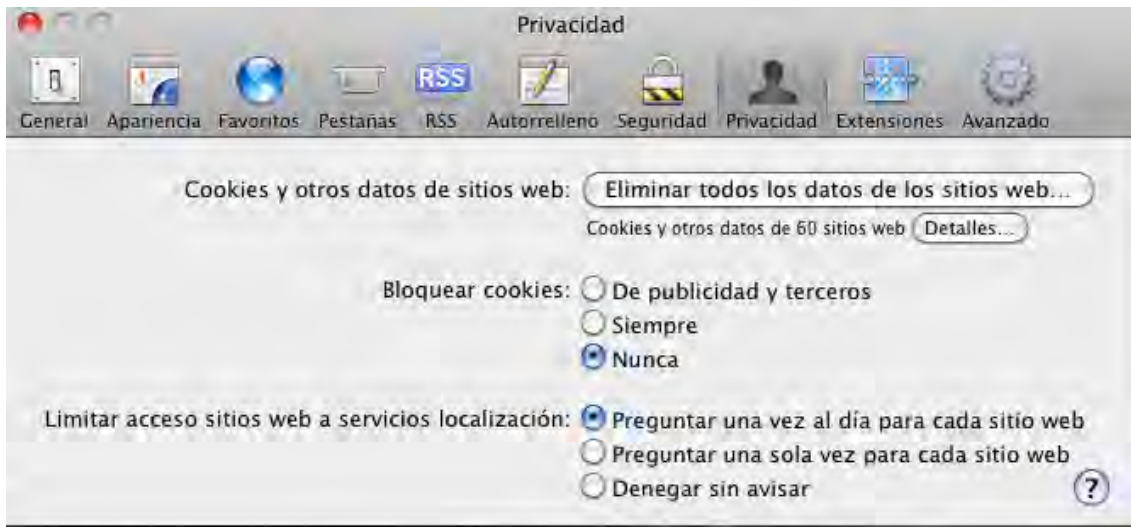 Privacidad
RSS
General Apariencia Favoritos Pestañas RSS Autorrelleno Seguridad Privacidad Extensiones Avanzado
Cookies y otros datos de sitios web: Eliminar todos los datos de los sitios web...
Cookies y otros datos de 60 sitios web Detalles...
Bloquear cookies: De publicidad y terceros
Siempre
Nunca
Limitar acceso sitios web a servicios localización: Preguntar una vez al día para cada sitio web
Preguntar una sola vez para cada sitio web
Denegar sin avisar
?